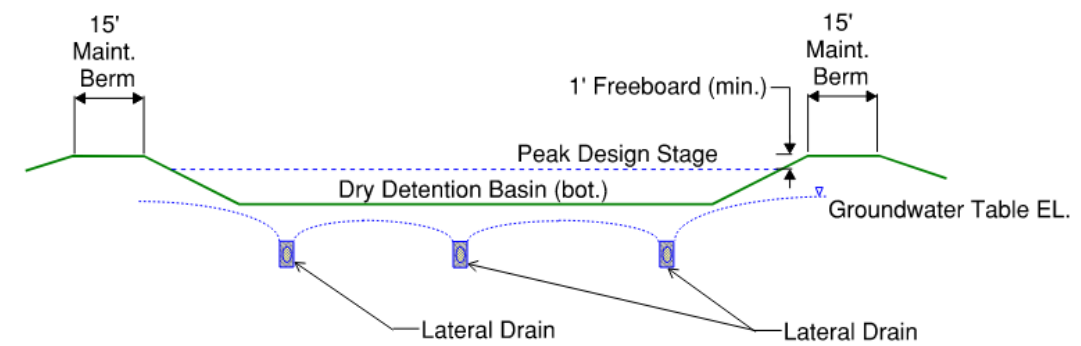 15'
Maint.
Berm
15'
Maint.
Berm
1' Freeboard (min.)
Peak Design Stage
Dry Detention Basin (bot.)
Groundwater Table EL.
Lateral Drain
Lateral Drain